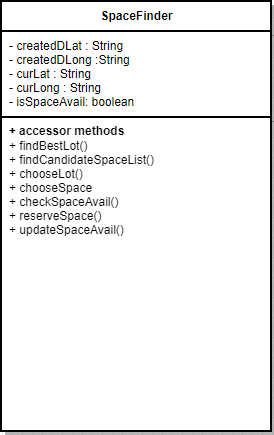 SpaceFinder
- createdDLat : String
- createdDLong :String
- curLat : String
- curLong : String
- isSpaceAvail: boolean
+ accessor methods
+ findBestLot()
+ findCandidateSpaceList()
+ chooseLot()
+ chooseSpace
+ checkSpaceAvail()
+ reserveSpace()
+ updateSpaceAvail()